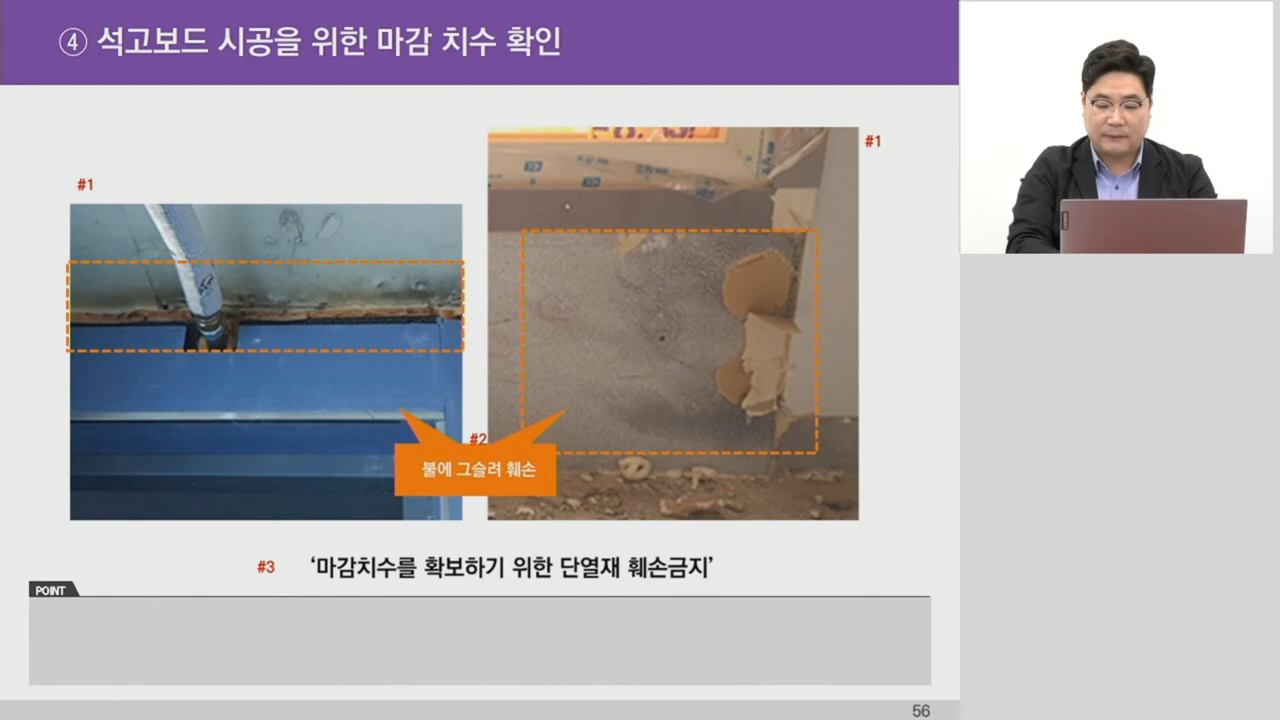 ④ 석고보드 시공을 위한 마감 치수 확인
#1
#1
#2
불에 그슬려 훼손
#3 ‘마감치수를 확보하기 위한 단열재 훼손금지’
POINT
56